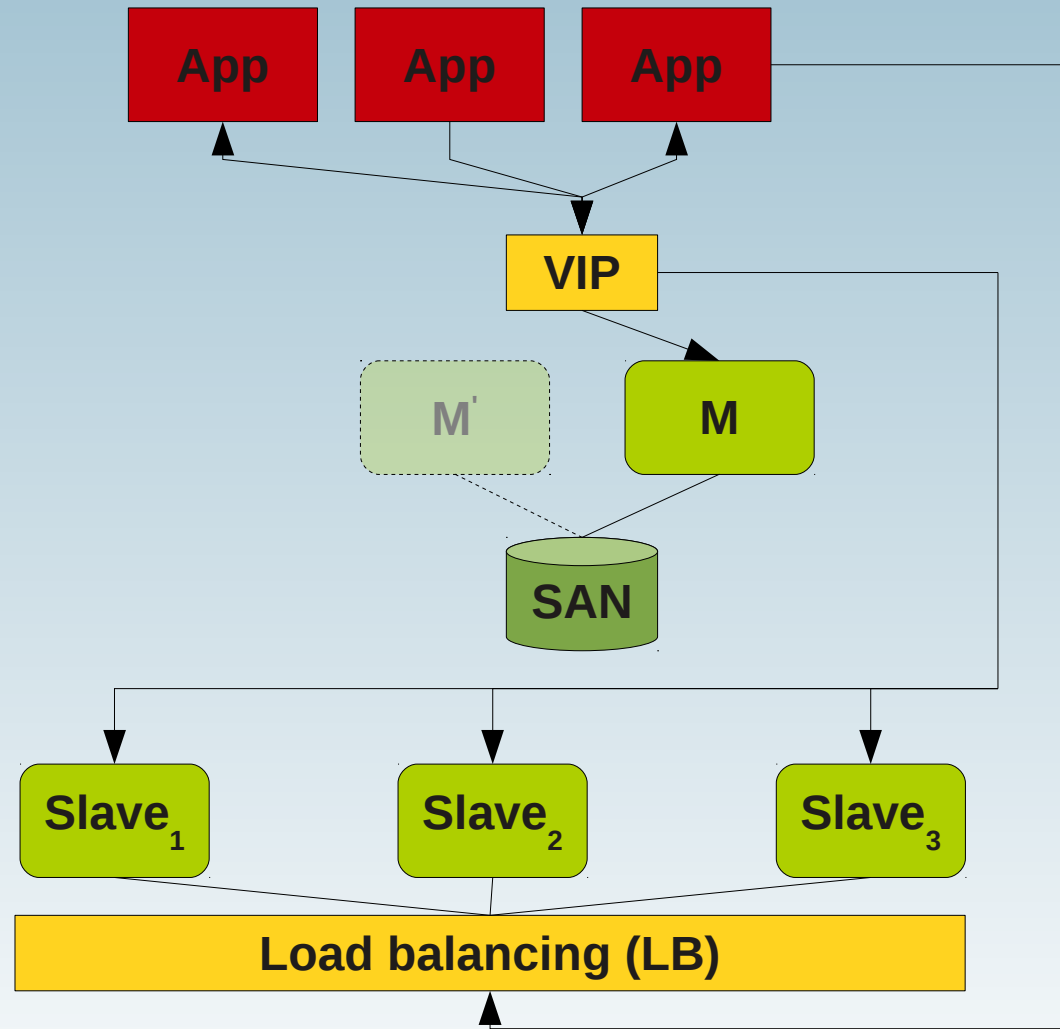 App App App
VIP
M' M
SAN
Slave1 Slave2 Slave3
Load balancing (LB)